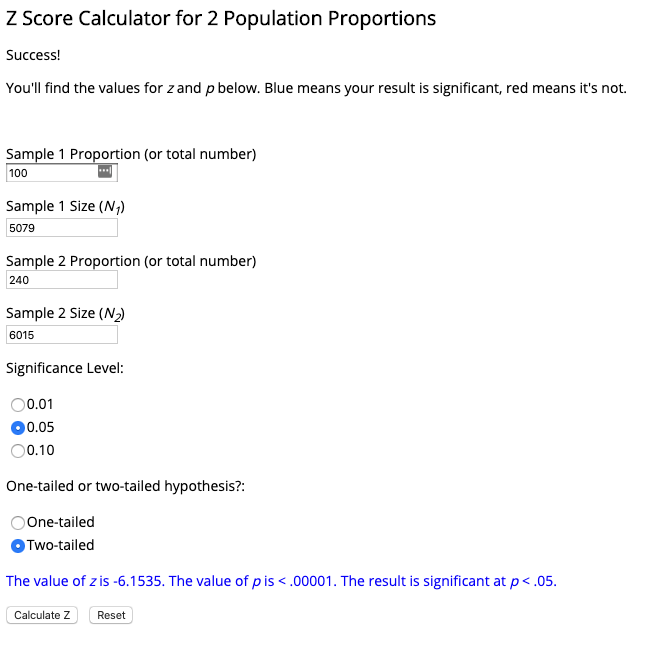 Z Score Calculator for 2 Population Proportions
Success!
You'll find the values for z and p below. Blue means your result is significant, red means it's not.
Sample 1 Proportion (or total number)
100
Sample 1 Size (N1)
5079
Sample 2 Proportion (or total number)
240
Sample 2 Size (N2)
6015
Significance Level:
0.01
0.05
0.10
One-tailed or two-tailed hypothesis?:
One-tailed
Two-tailed
The value of z is -6.1535. The value of p is < .00001. The result is significant at p < .05.
Calculate Z Reset